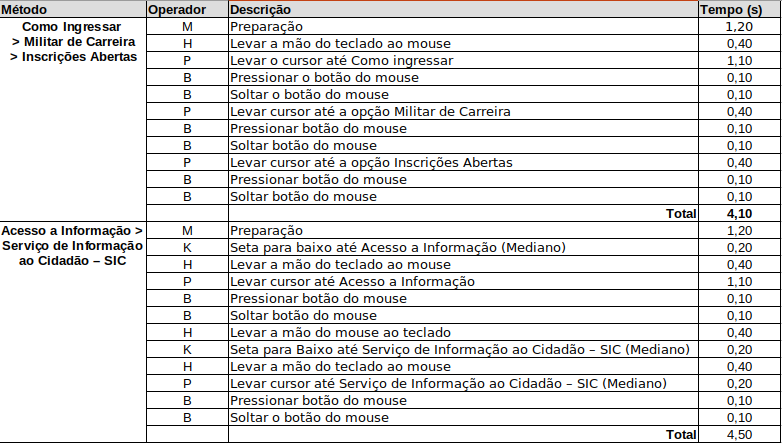 Método Operador Descrição Tempo (s)
Como Ingressar M Preparação 1,20
> Militar de Carreira H Levar a mão do teclado ao mouse 0,40
> Inscrições Abertas P Levar o cursor até Como ingressar 1,10
B Pressionar o botão do mouse 0,10
B Soltar o botão do mouse 0,10
P Levar cursor até a opção Militar de Carreira 0,40
B Pressionar botão do mouse 0,10
B Soltar botão do mouse 0,10
P Levar cursor até a opção Inscrições Abertas 0,40
B Pressionar botão do mouse 0,10
B Soltar botão do mouse 0,10
Total 4,10
Acesso a Informação > M Preparação 1,20
Serviço de Informação K Seta para baixo até Acesso a Informação (Mediano) 0,20
ao Cidadão – SIC H Levar a mão do teclado ao mouse 0,40
P Levar cursor até Acesso a Informação 1,10
B Pressionar botão do mouse 0,10
B Soltar botão do mouse 0,10
H Levar a mão do mouse ao teclado 0,40
K Seta para Baixo até Serviço de Informação ao Cidadão – SIC (Mediano) 0,20
H Levar a mão do teclado ao mouse 0,40
P Levar cursor até Serviço de Informação ao Cidadão – SIC (Mediano) 0,20
B Pressionar botão do mouse 0,10
B Soltar o botão do mouse 0,10
Total 4,50